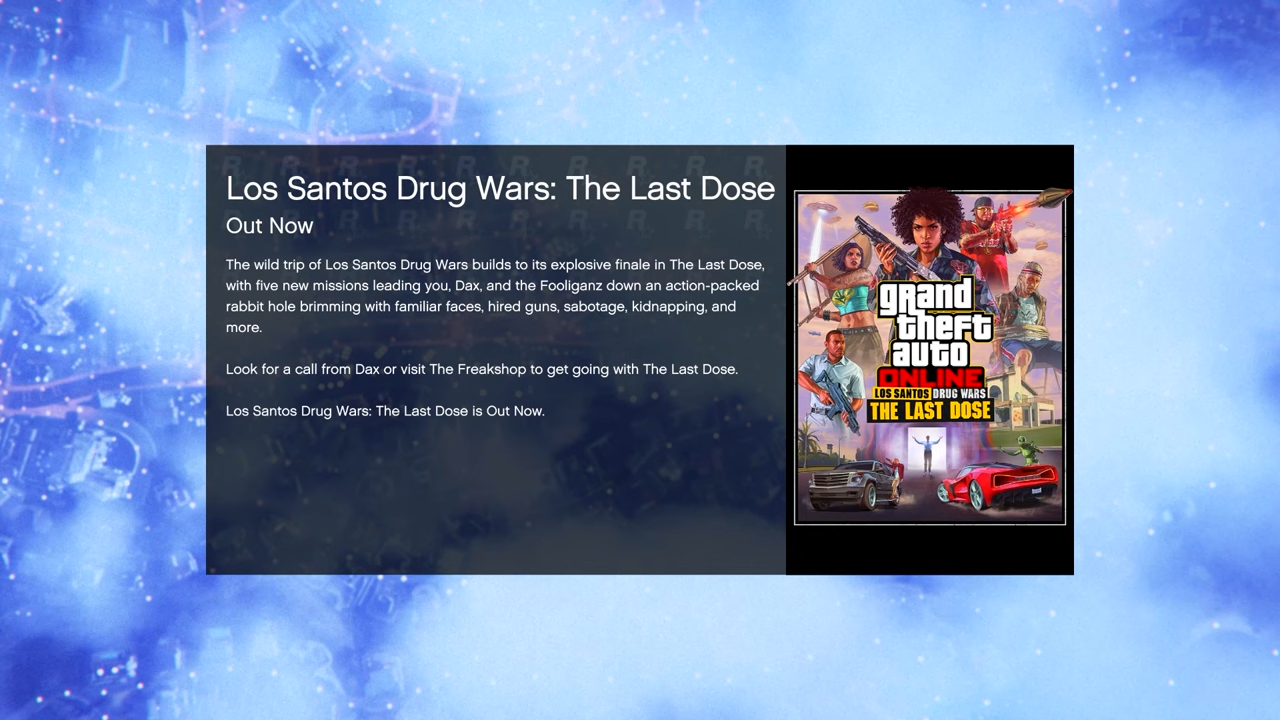 Los Santos Drug Wars: The Last Dose
Out Now
The wild trip of Los Santos Drug Wars builds to its explosive finale in The Last Dose,
with five new missions leading you, Dax, and the Fooliganz down an action-packed
rabbit hole brimming with familiar faces, hired guns, sabotage, kidnapping, and
more.
Look for a call from Dax or visit The Freakshop to get going with The Last Dose.
Los Santos Drug Wars: The Last Dose is Out Now.
grand
theft
auto
ONLINE
LOS SANTOS DRUG WARS
THE LAST DOSE